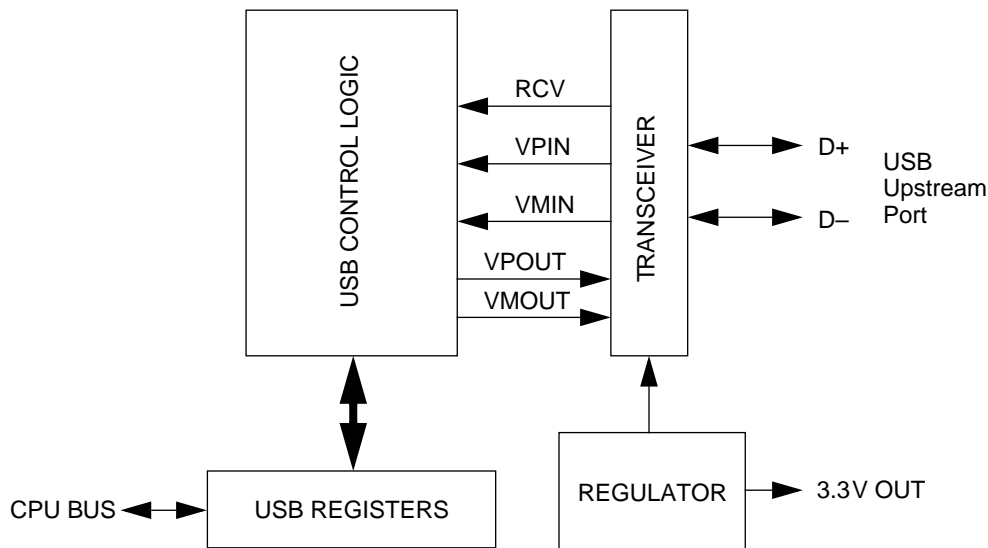 USB CONTROL LOGIC
RCV
VPIN
VMIN
VPOUT
VMOUT
TRANSCEIVER
D+
D–
USB
Upstream
Port
CPU BUS
USB REGISTERS
REGULATOR
3.3V OUT